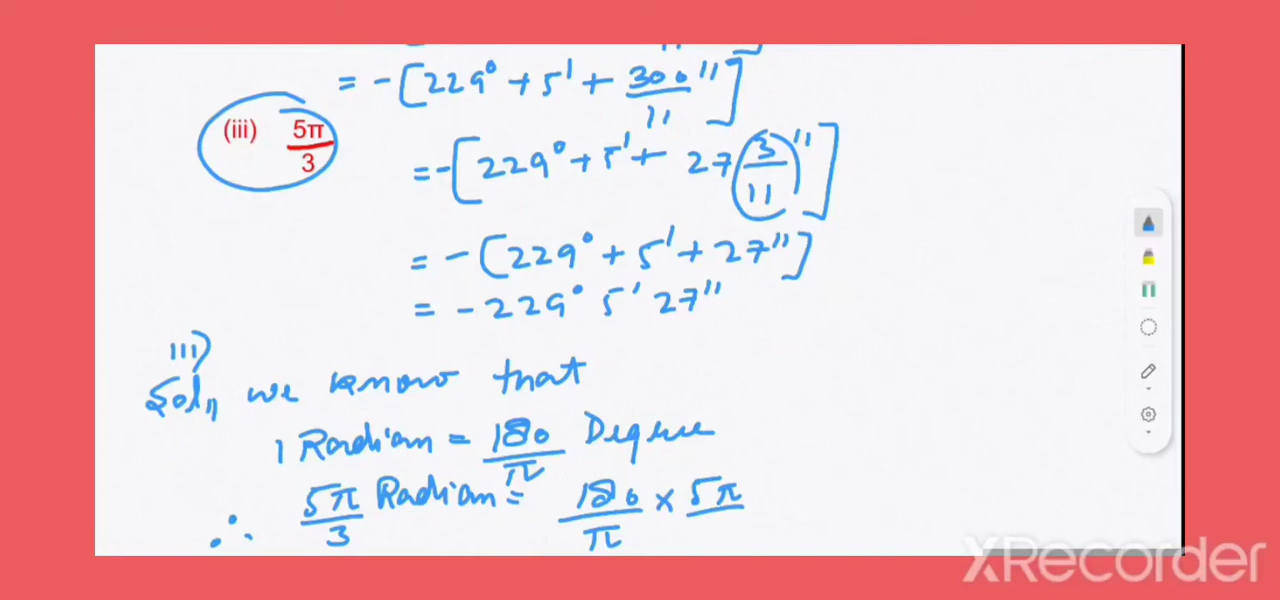 = - [229° + 5' + 300/11 '']
(iii) 5π/3
= - [229° + 5' + 27 3/11 '']
= - [229° + 5' + 27'']
= - 229° 5' 27''
iii)
Soln we know that
1 Radian = 180/π Degree
∴ 5π/3 Radian = 180/π × 5π
XRecorder